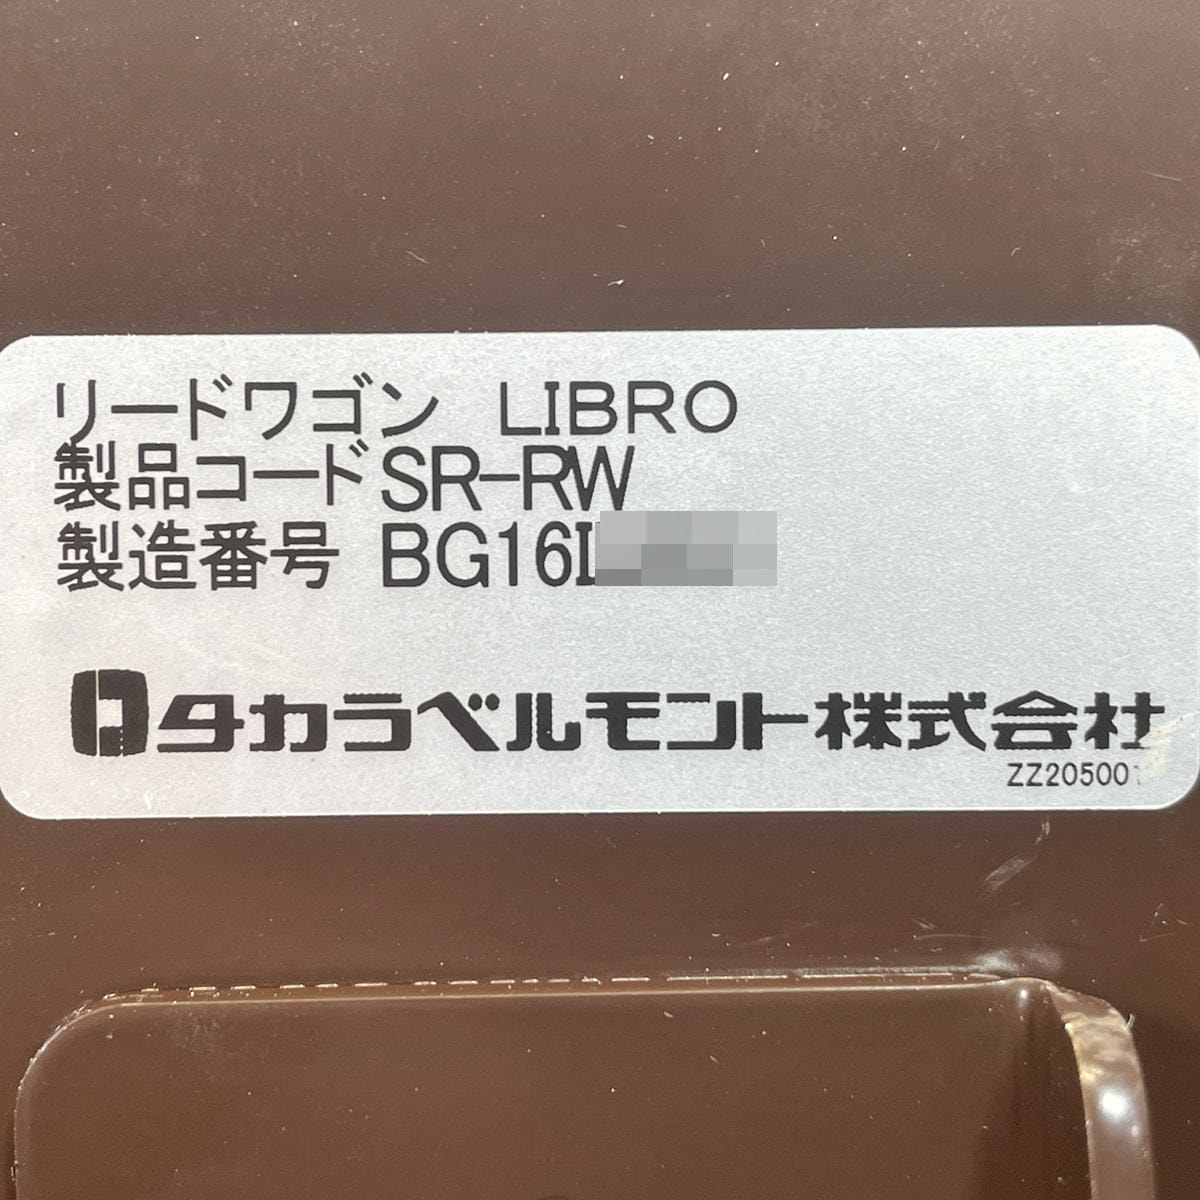 リードワゴン LIBRO
製品コードSR-RW
製造番号 BG16I
タカラベルモント株式会社
ZZ205001